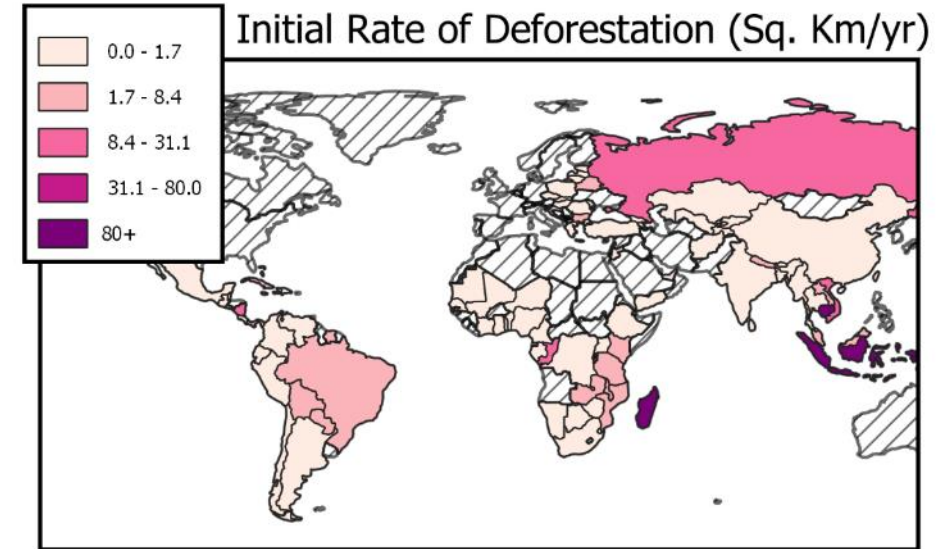 Initial Rate of Deforestation (Sq. Km/yr)
0.0 - 1.7
1.7 - 8.4
8.4 - 31.1
31.1 - 80.0
80+